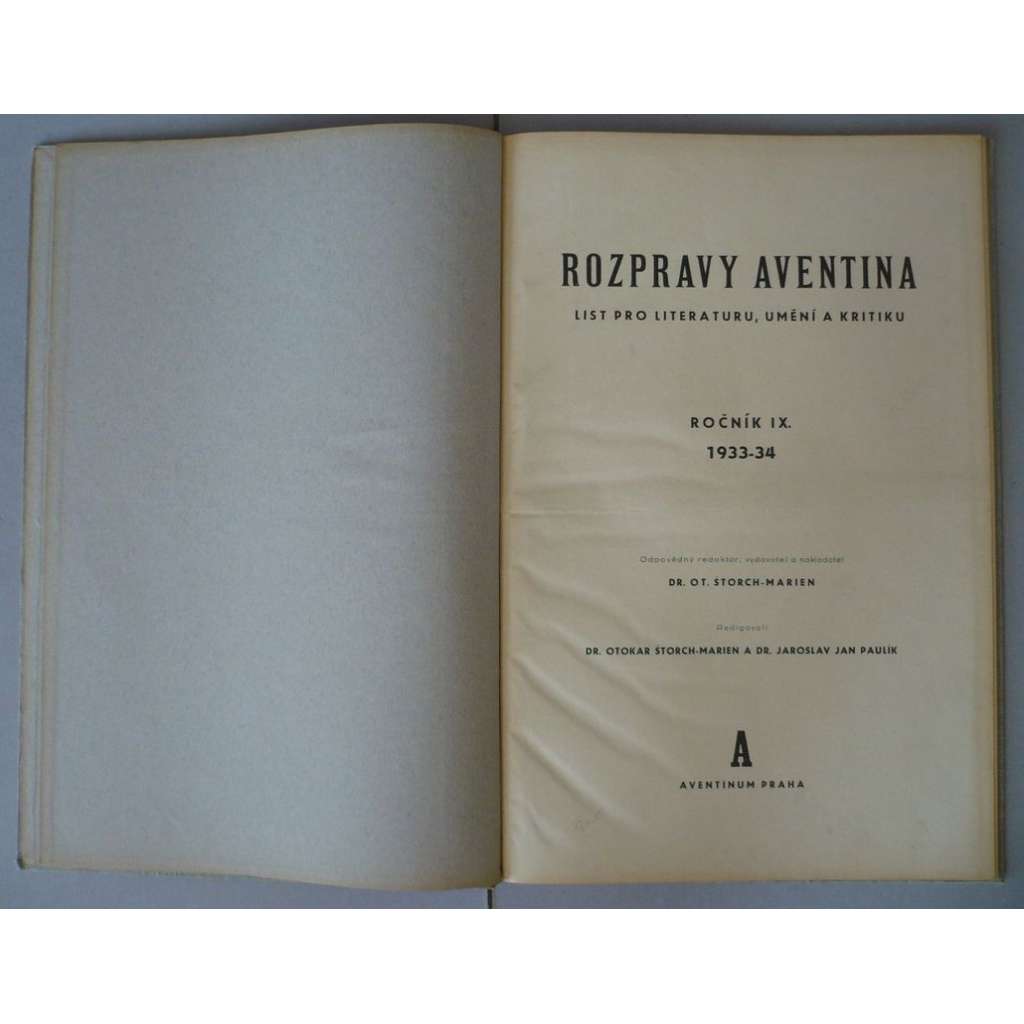 ROZPRAVY AVENTINA
LIST PRO LITERATURU, UMĚNÍ A KRITIKU
ROČNÍK IX.
1933-34
Odpovědný redaktor, vydavatel a nakladatel
DR. OT. ŠTORCH-MARIEN
Redigovali
DR. OTOKAR ŠTORCH-MARIEN A DR. JAROSLAV JAN PAULÍK
A
AVENTINUM PRAHA